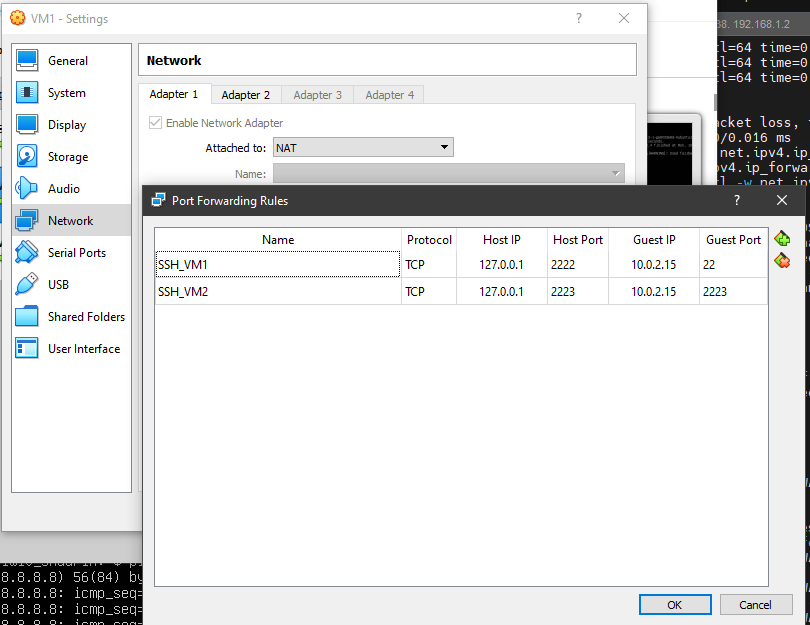 VM1 - Settings
?
General
System
Display
Storage
Audio
Network
Serial Ports
USB
Shared Folders
User Interface
Network
Adapter 1 Adapter 2 Adapter 3 Adapter 4
Enable Network Adapter
Attached to: NAT
Name:
38. 192.168.1.2
tl=64 time=0
tl=64 time=0
tl=64 time=0
acket loss,
0/0.016 ms
net.ipv4.ip_
pv4.ip_forwa
-w net.ipv
Port Forwarding Rules
?
Name Protocol Host IP Host Port Guest IP Guest Port
SSH_VM1 TCP 127.0.0.1 2222 10.0.2.15 22
SSH_VM2 TCP 127.0.0.1 2223 10.0.2.15 2223
OK Cancel
8.8.8.8) 56(84) by
8.8.8.8: icmp_seq=
8.8.8.8: icmp_seq=
8.8.8.8: icmp_seq=